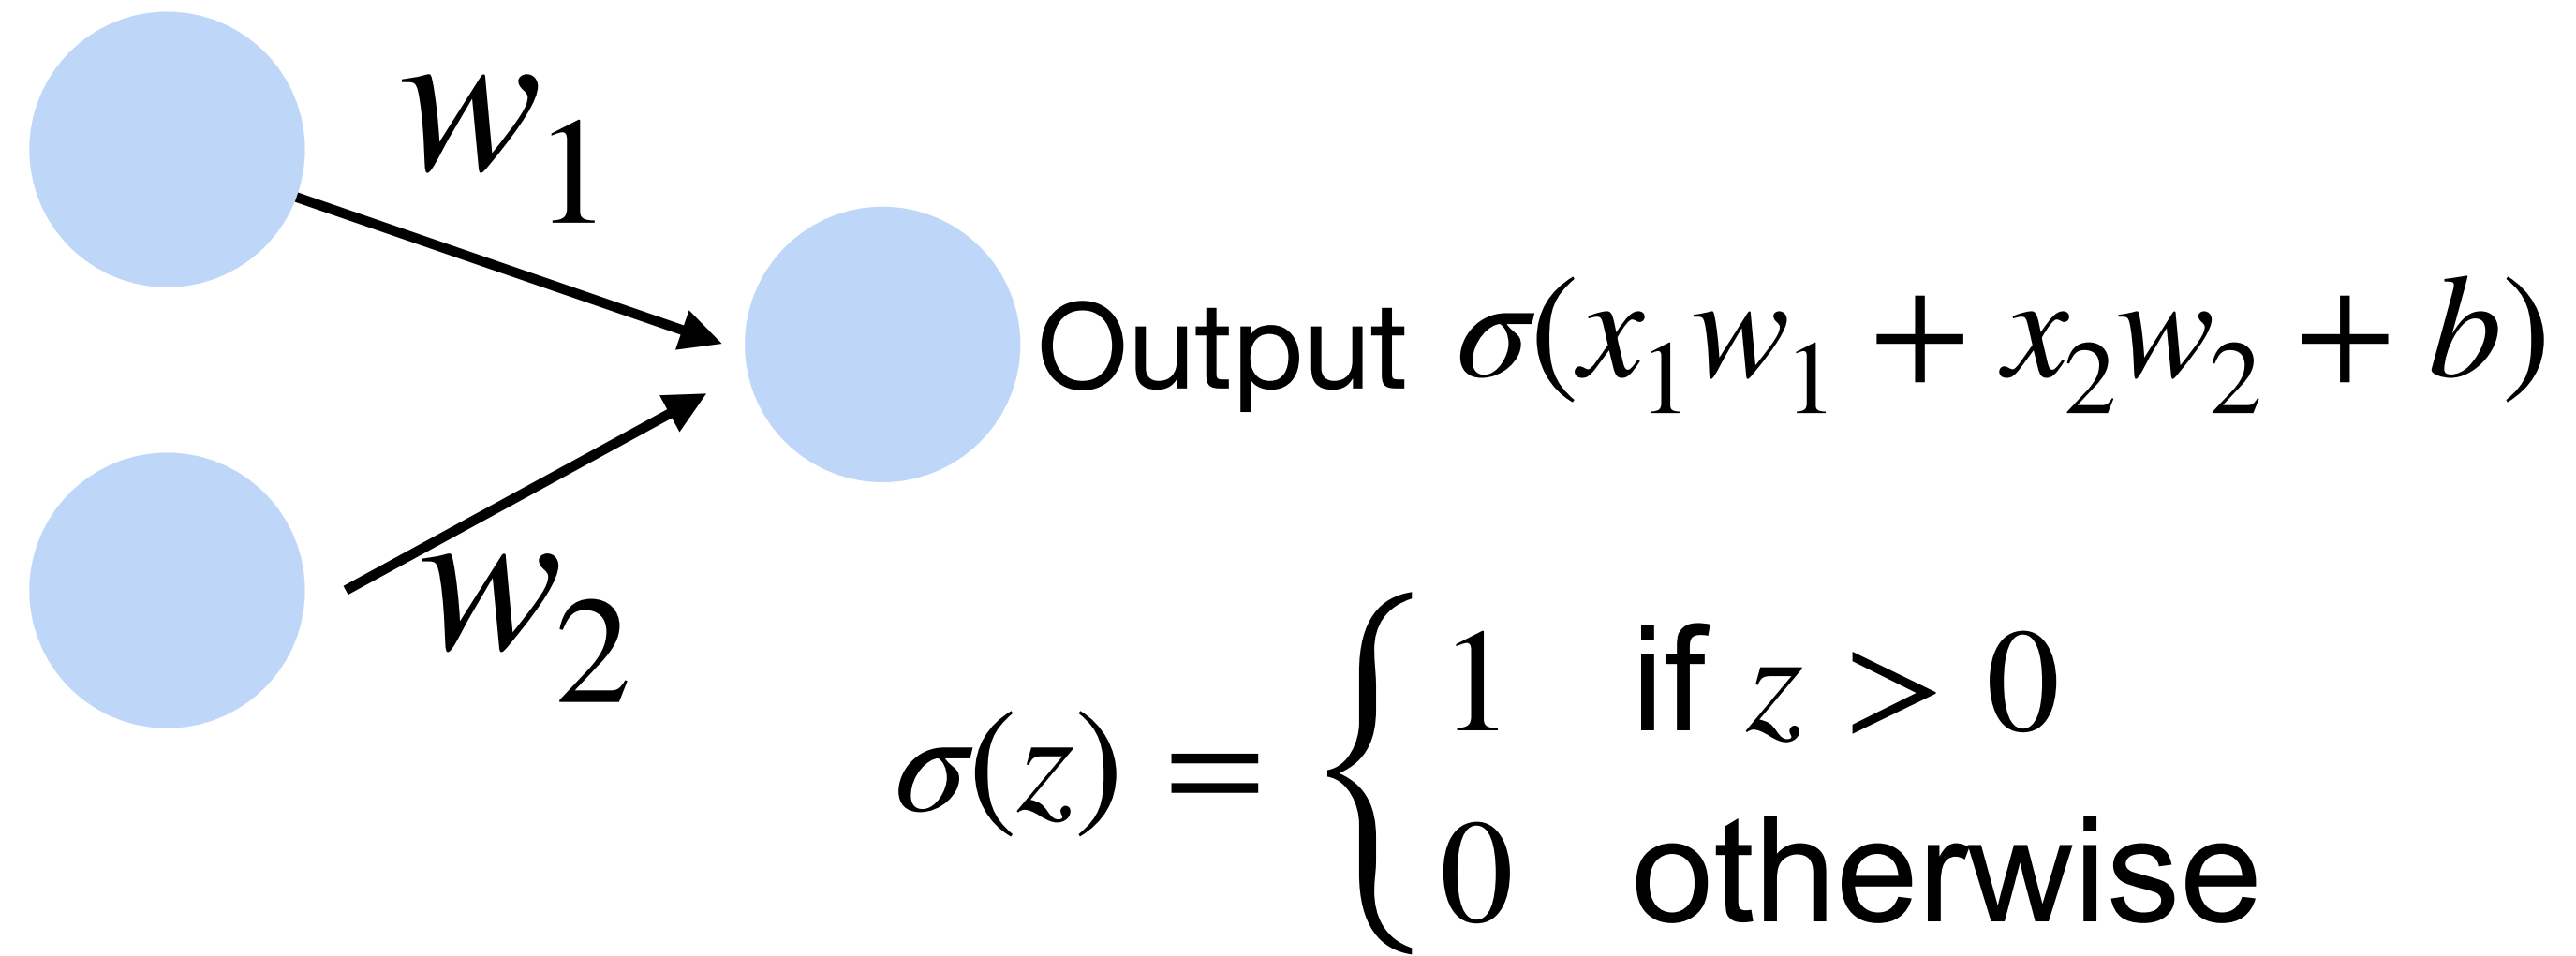 w₁
Output σ(x₁w₁ + x₂w₂ + b)
w₂
σ(z) = { 1 if z > 0
0 otherwise